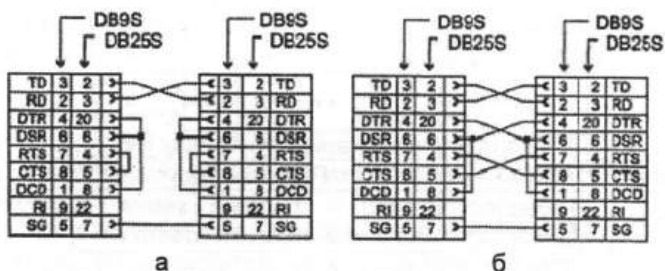 DB9S DB9S DB9S DB9S
DB25S DB25S DB25S DB25S
TD 3 2 3 2 TD TD 3 2 3 2 TD
RD 2 3 2 3 RD RD 2 3 2 3 RD
DTR 4 20 4 20 DTR DTR 4 20 4 20 DTR
DSR 6 6 6 6 DSR DSR 6 6 6 6 DSR
RTS 7 4 7 4 RTS RTS 7 4 7 4 RTS
CTS 8 5 8 5 CTS CTS 8 5 8 5 CTS
DCD 1 8 1 8 DCD DCD 1 8 1 8 DCD
RI 9 22 9 22 RI RI 9 22 9 22 RI
SG 5 7 5 7 SG SG 5 7 5 7 SG
а б